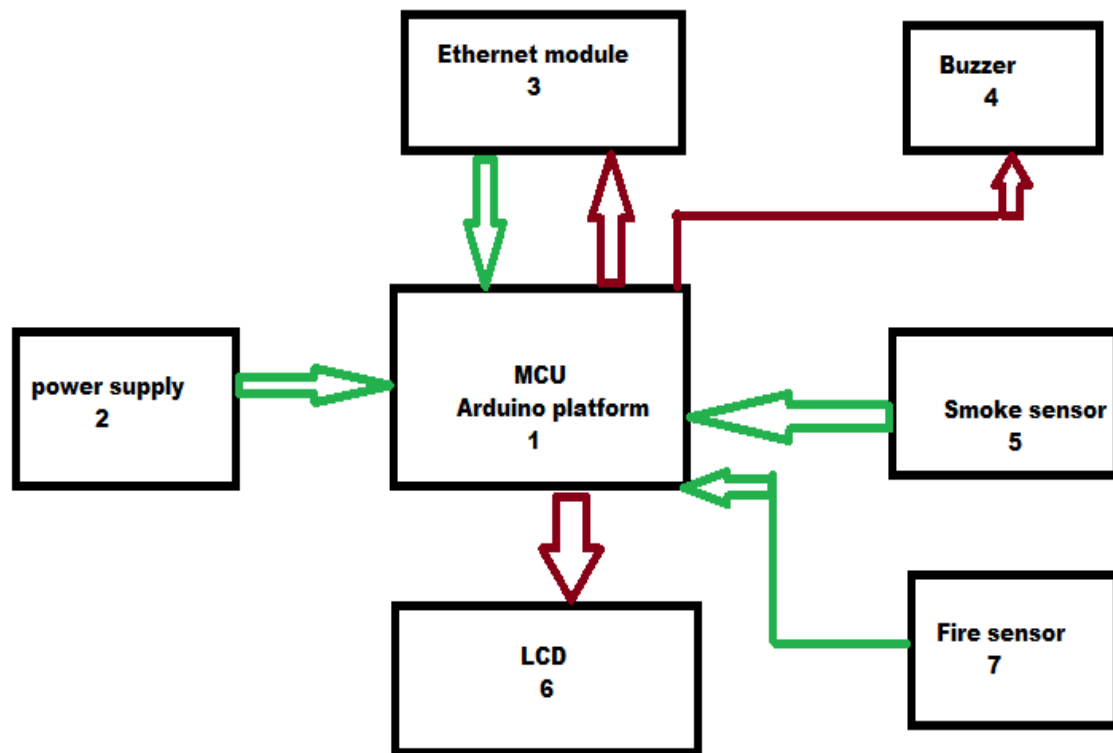 Ethernet module
3
Buzzer
4
power supply
2
MCU
Arduino platform
1
Smoke sensor
5
LCD
6
Fire sensor
7